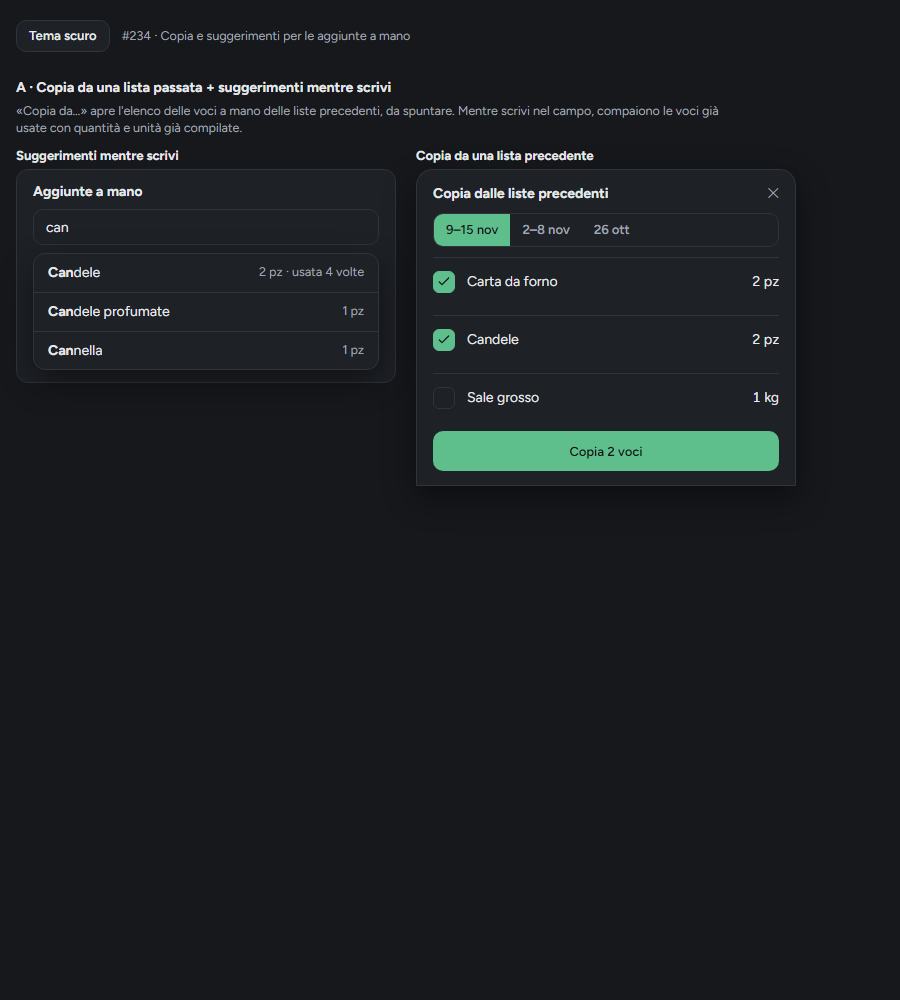 Tema scuro
#234 · Copia e suggerimenti per le aggiunte a mano
A · Copia da una lista passata + suggerimenti mentre scrivi
«Copia da…» apre l'elenco delle voci a mano delle liste precedenti, da spuntare. Mentre scrivi nel campo, compaiono le voci già
usate con quantità e unità già compilate.
Suggerimenti mentre scrivi
Aggiunte a mano
can
Candele 2 pz · usata 4 volte
Candele profumate 1 pz
Cannella 1 pz
Copia da una lista precedente
Copia dalle liste precedenti
9–15 nov 2–8 nov 26 ott
Carta da forno 2 pz
Candele 2 pz
Sale grosso 1 kg
Copia 2 voci